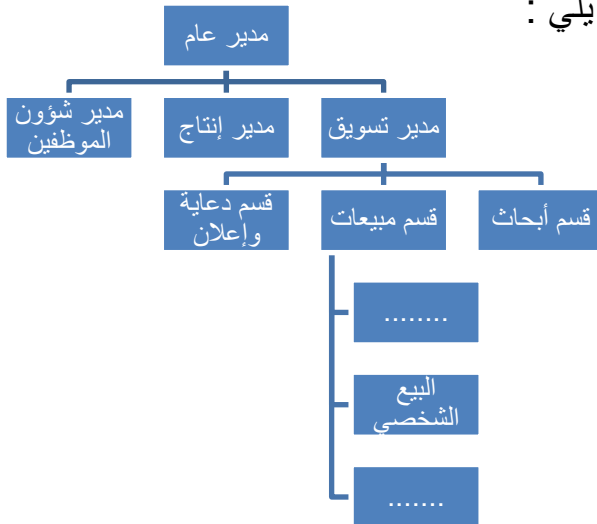 يلي :
مدير عام
مدير تسويق
مدير إنتاج
مدير شؤون
الموظفين
قسم أبحاث
قسم مبيعات
قسم دعاية
وإعلان
........
البيع
الشخصي
.......